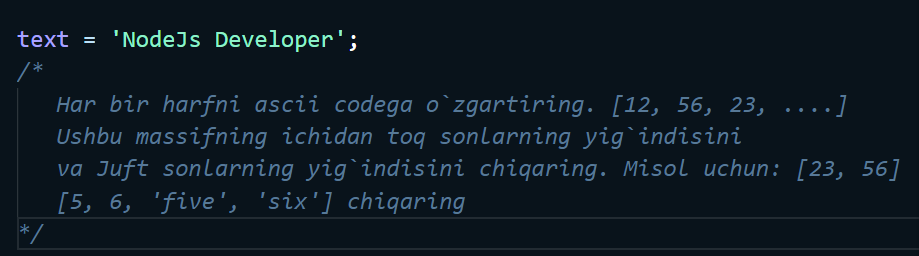 text = 'NodeJs Developer';
/*
Har bir harfni ascii codega o`zgartiring. [12, 56, 23, ....]
Ushbu massifning ichidan toq sonlarning yig`indisini
va Juft sonlarning yig`indisini chiqaring. Misol uchun: [23, 56]
[5, 6, 'five', 'six'] chiqaring
*/